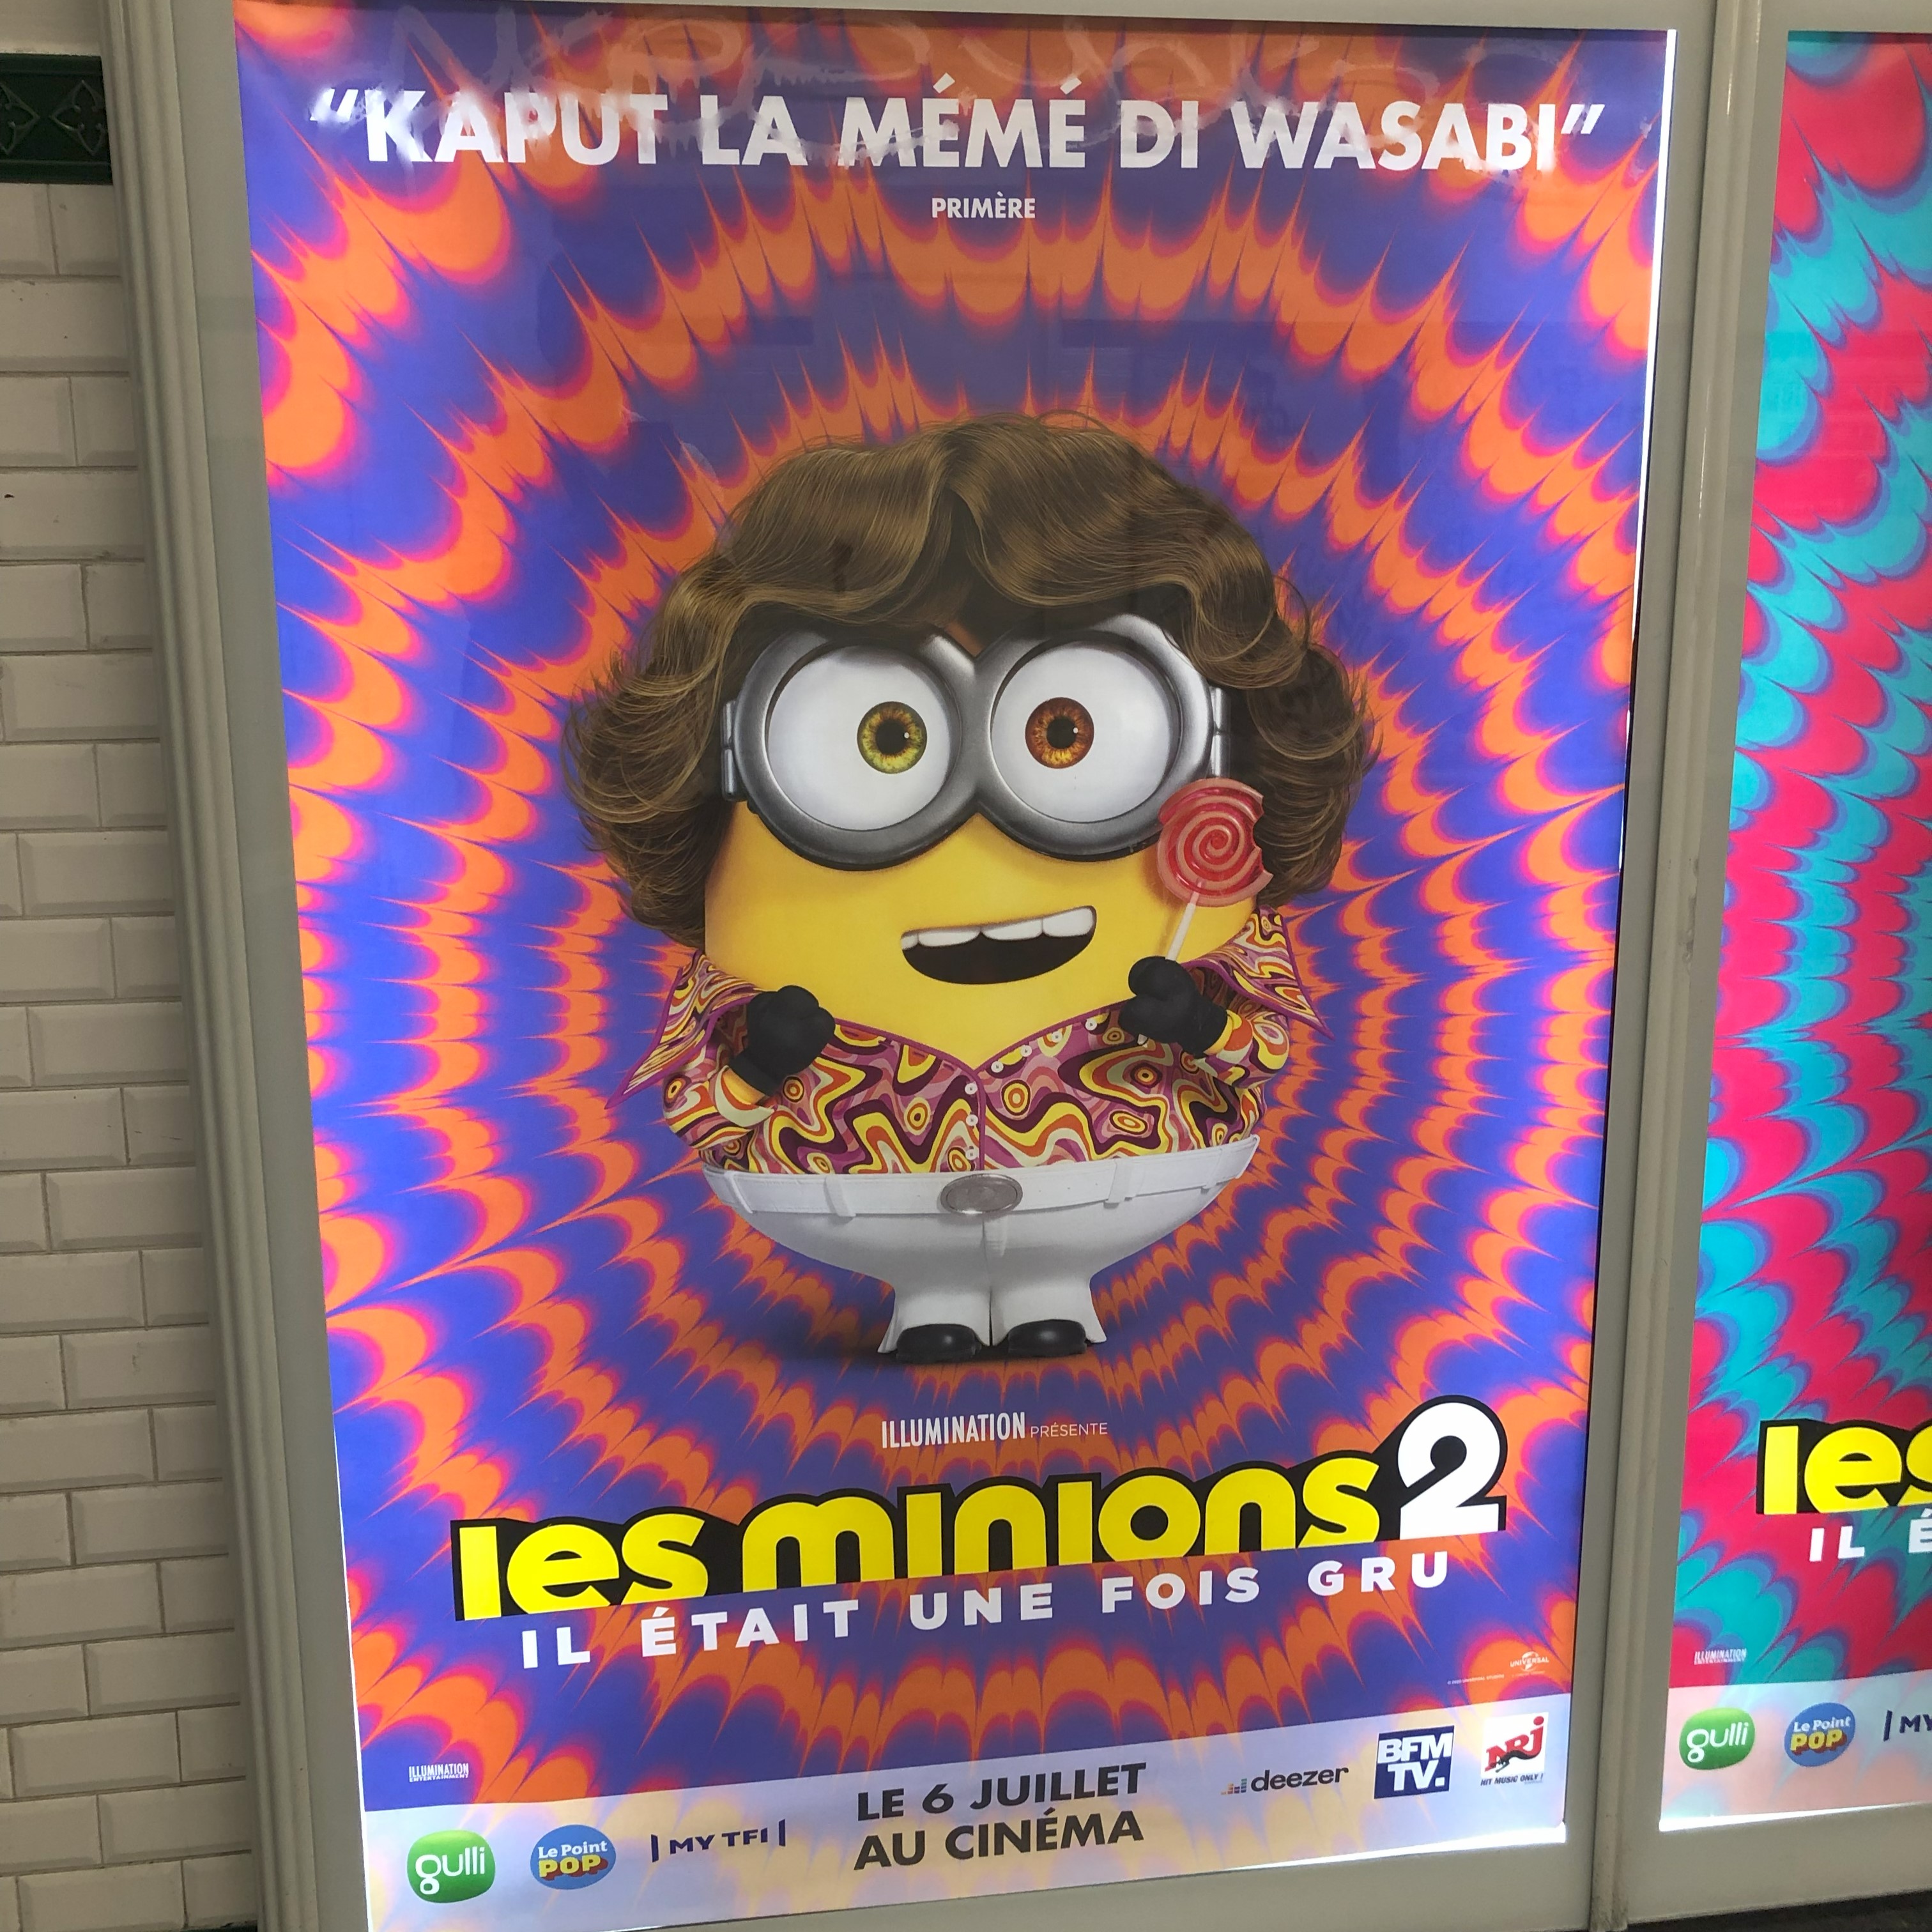 “KAPUT LA MÉMÉ DI WASABI”
PRIMÈRE
ILLUMINATION PRÉSENTE
les minions 2
IL ÉTAIT UNE FOIS GRU
UNIVERSAL
ILLUMINATION
ENTERTAINMENT
gulli
Le Point
POP
MY TF1
LE 6 JUILLET
AU CINÉMA
deezer
BFM
TV.
NRJ
HIT MUSIC ONLY !
les
IL É
ILLUMINATION
gulli
Le Point
POP
MY